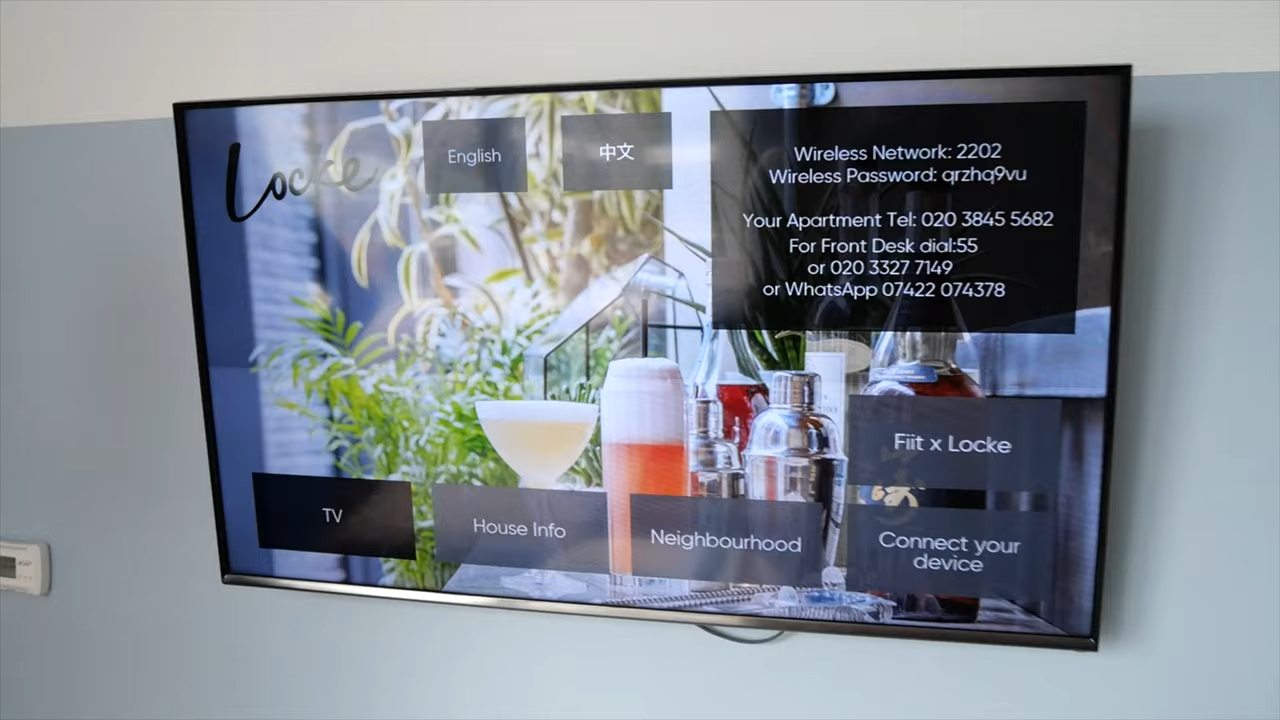 Locke
English
中文
Wireless Network: 2202
Wireless Password: qrzhq9vu
Your Apartment Tel: 020 3845 5682
For Front Desk dial:55
or 020 3327 7149
or WhatsApp 07422 074378
Fiit x Locke
TV
House Info
Neighbourhood
Connect your
device